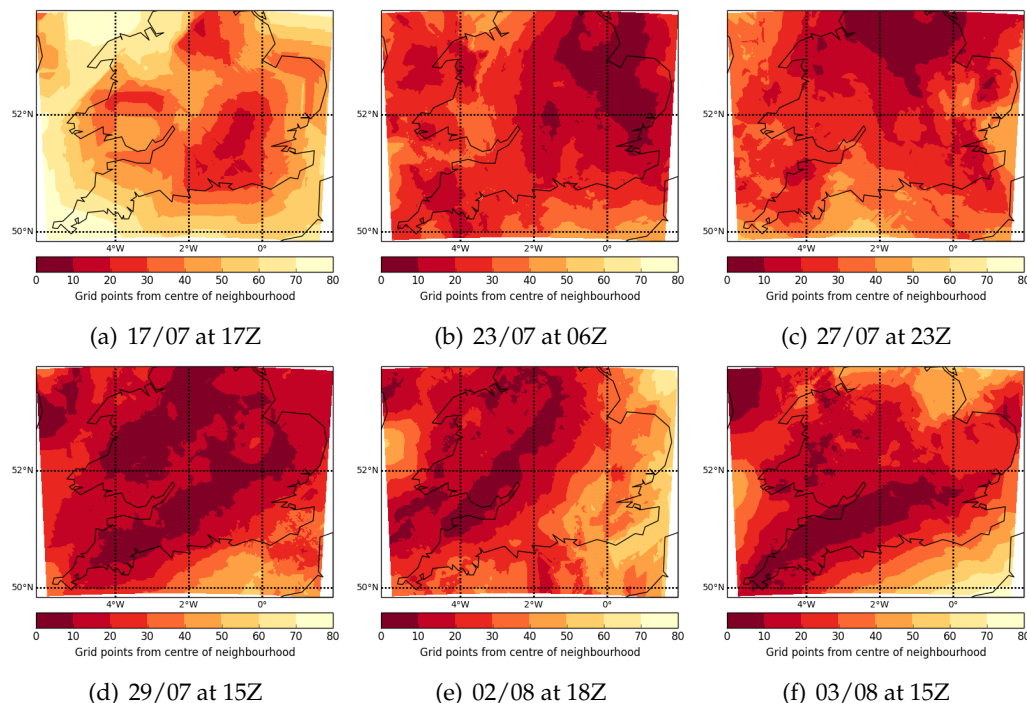 52°N
50°N
4°W 2°W 0°
0 10 20 30 40 50 60 70 80
Grid points from centre of neighbourhood
(a) 17/07 at 17Z
52°N
50°N
4°W 2°W 0°
0 10 20 30 40 50 60 70 80
Grid points from centre of neighbourhood
(b) 23/07 at 06Z
52°N
50°N
4°W 2°W 0°
0 10 20 30 40 50 60 70 80
Grid points from centre of neighbourhood
(c) 27/07 at 23Z
52°N
50°N
4°W 2°W 0°
0 10 20 30 40 50 60 70 80
Grid points from centre of neighbourhood
(d) 29/07 at 15Z
52°N
50°N
4°W 2°W 0°
0 10 20 30 40 50 60 70 80
Grid points from centre of neighbourhood
(e) 02/08 at 18Z
52°N
50°N
4°W 2°W 0°
0 10 20 30 40 50 60 70 80
Grid points from centre of neighbourhood
(f) 03/08 at 15Z